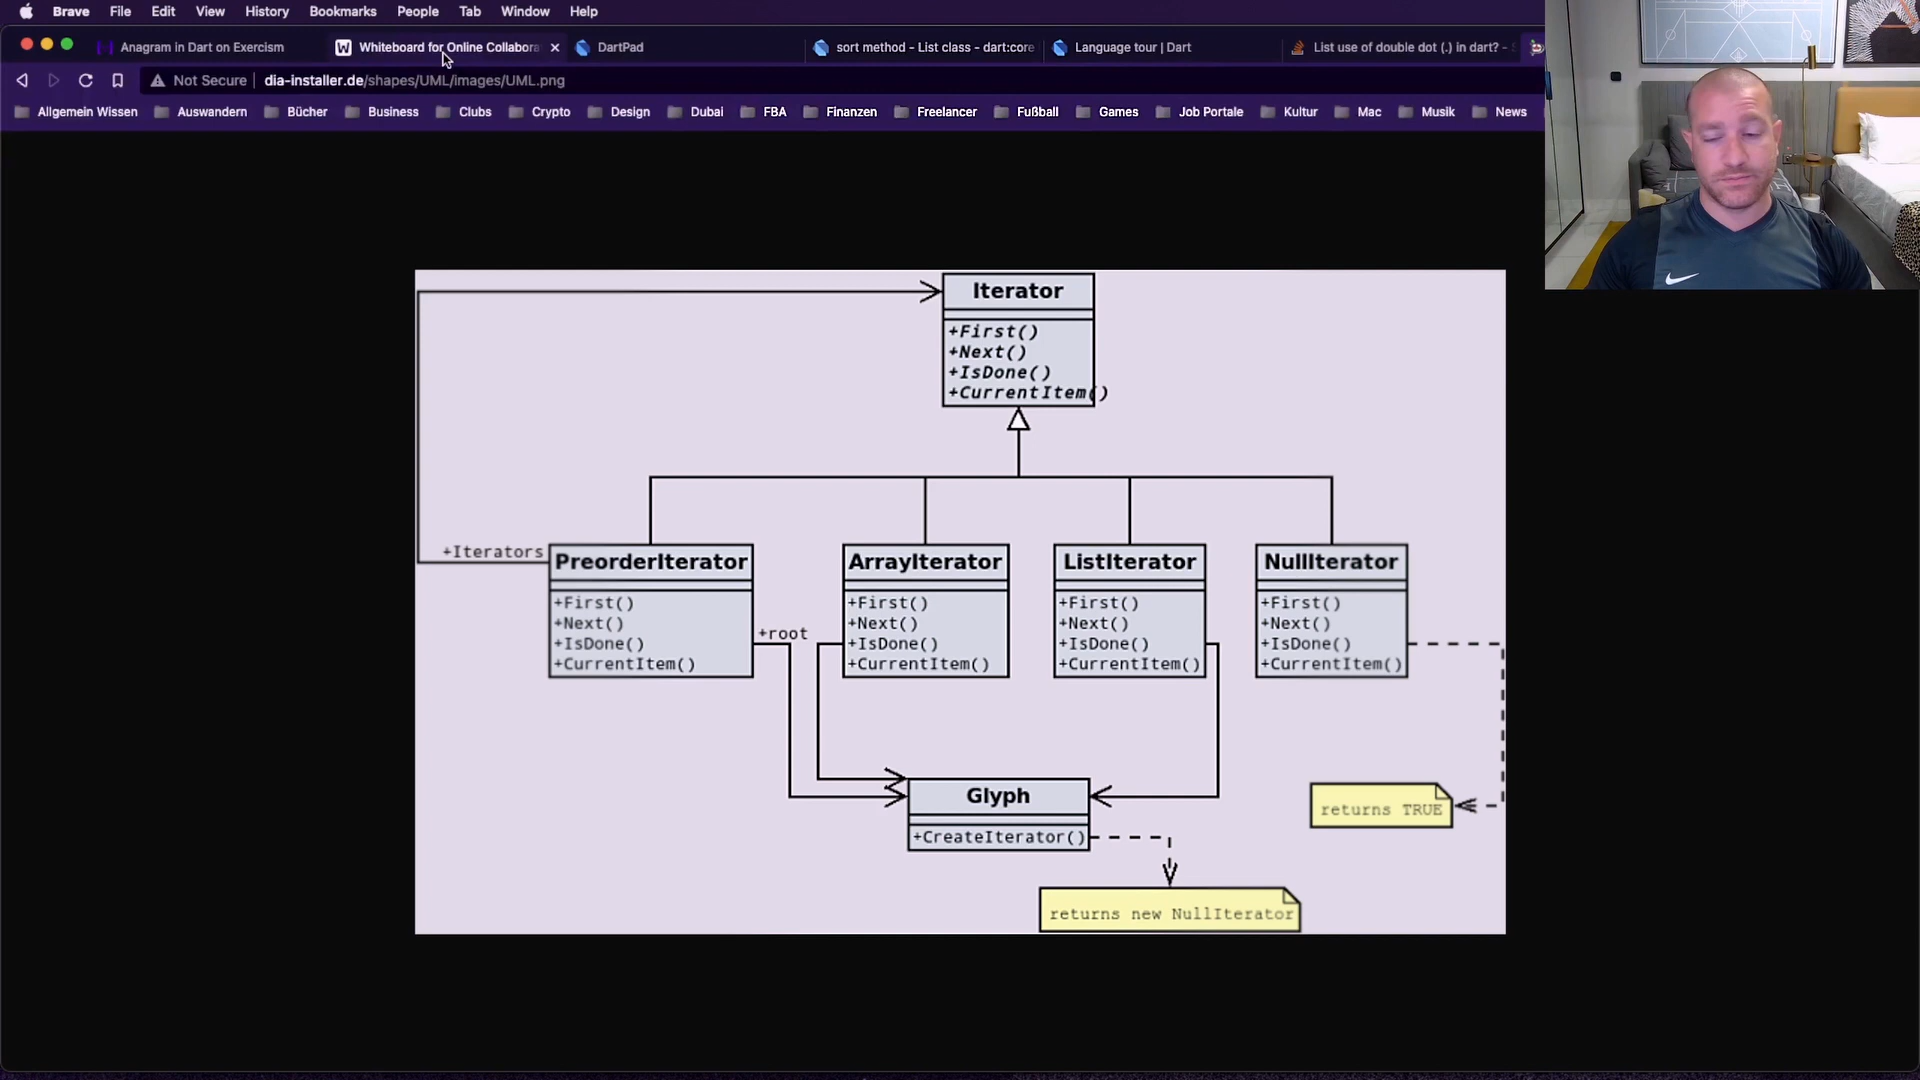 Brave File Edit View History Bookmarks People Tab Window Help
Anagram in Dart on Exercism
Whiteboard for Online Collabora
DartPad
sort method - List class - dart:core
Language tour | Dart
List use of double dot (.) in dart? -
Not Secure | dia-installer.de/shapes/UML/images/UML.png
Allgemein Wissen Auswandern Bücher Business Clubs Crypto Design Dubai FBA Finanzen Freelancer Fußball Games Job Portale Kultur Mac Musik News
Iterator
+First()
+Next()
+IsDone()
+CurrentItem()
+Iterators
PreorderIterator
+First()
+Next()
+IsDone()
+CurrentItem()
+root
ArrayIterator
+First()
+Next()
+IsDone()
+CurrentItem()
ListIterator
+First()
+Next()
+IsDone()
+CurrentItem()
NullIterator
+First()
+Next()
+IsDone()
+CurrentItem()
Glyph
+CreateIterator()
returns TRUE
returns new NullIterator